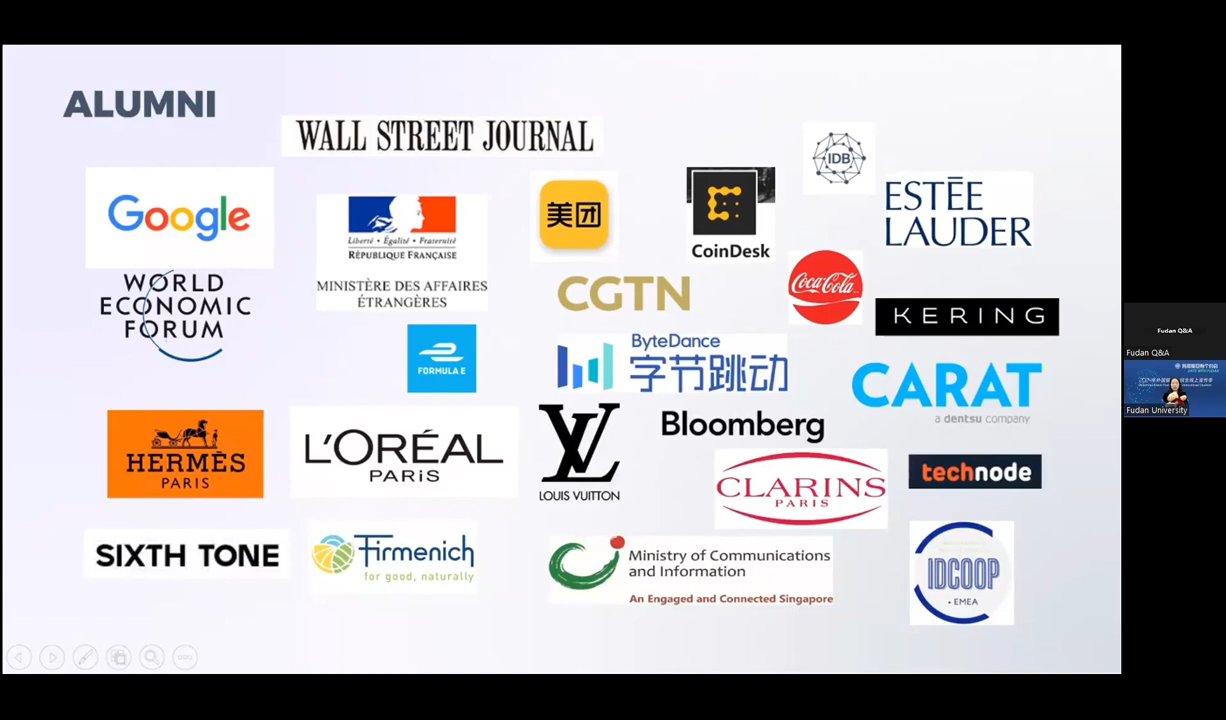 ALUMNI
WALL STREET JOURNAL
IDB
Google
Liberté • Égalité • Fraternité
RÉPUBLIQUE FRANÇAISE
MINISTÈRE DES AFFAIRES
ÉTRANGÈRES
美团
CoinDesk
ESTĒE
LAUDER
WORLD
ECONOMIC
FORUM
CGTN
Coca-Cola
KERING
FORMULA E
ByteDance
字节跳动
CARAT
a dentsu company
HERMĒS
PARIS
L'ORÉAL
PARIS
LV
LOUIS VUITTON
Bloomberg
CLARINS
PARIS
technode
SIXTH TONE
Firmenich
for good, naturally
Ministry of Communications
and Information
An Engaged and Connected Singapore
IDCOOP
• EMEA
Fudan Q&A
Fudan Q&A
Fudan University